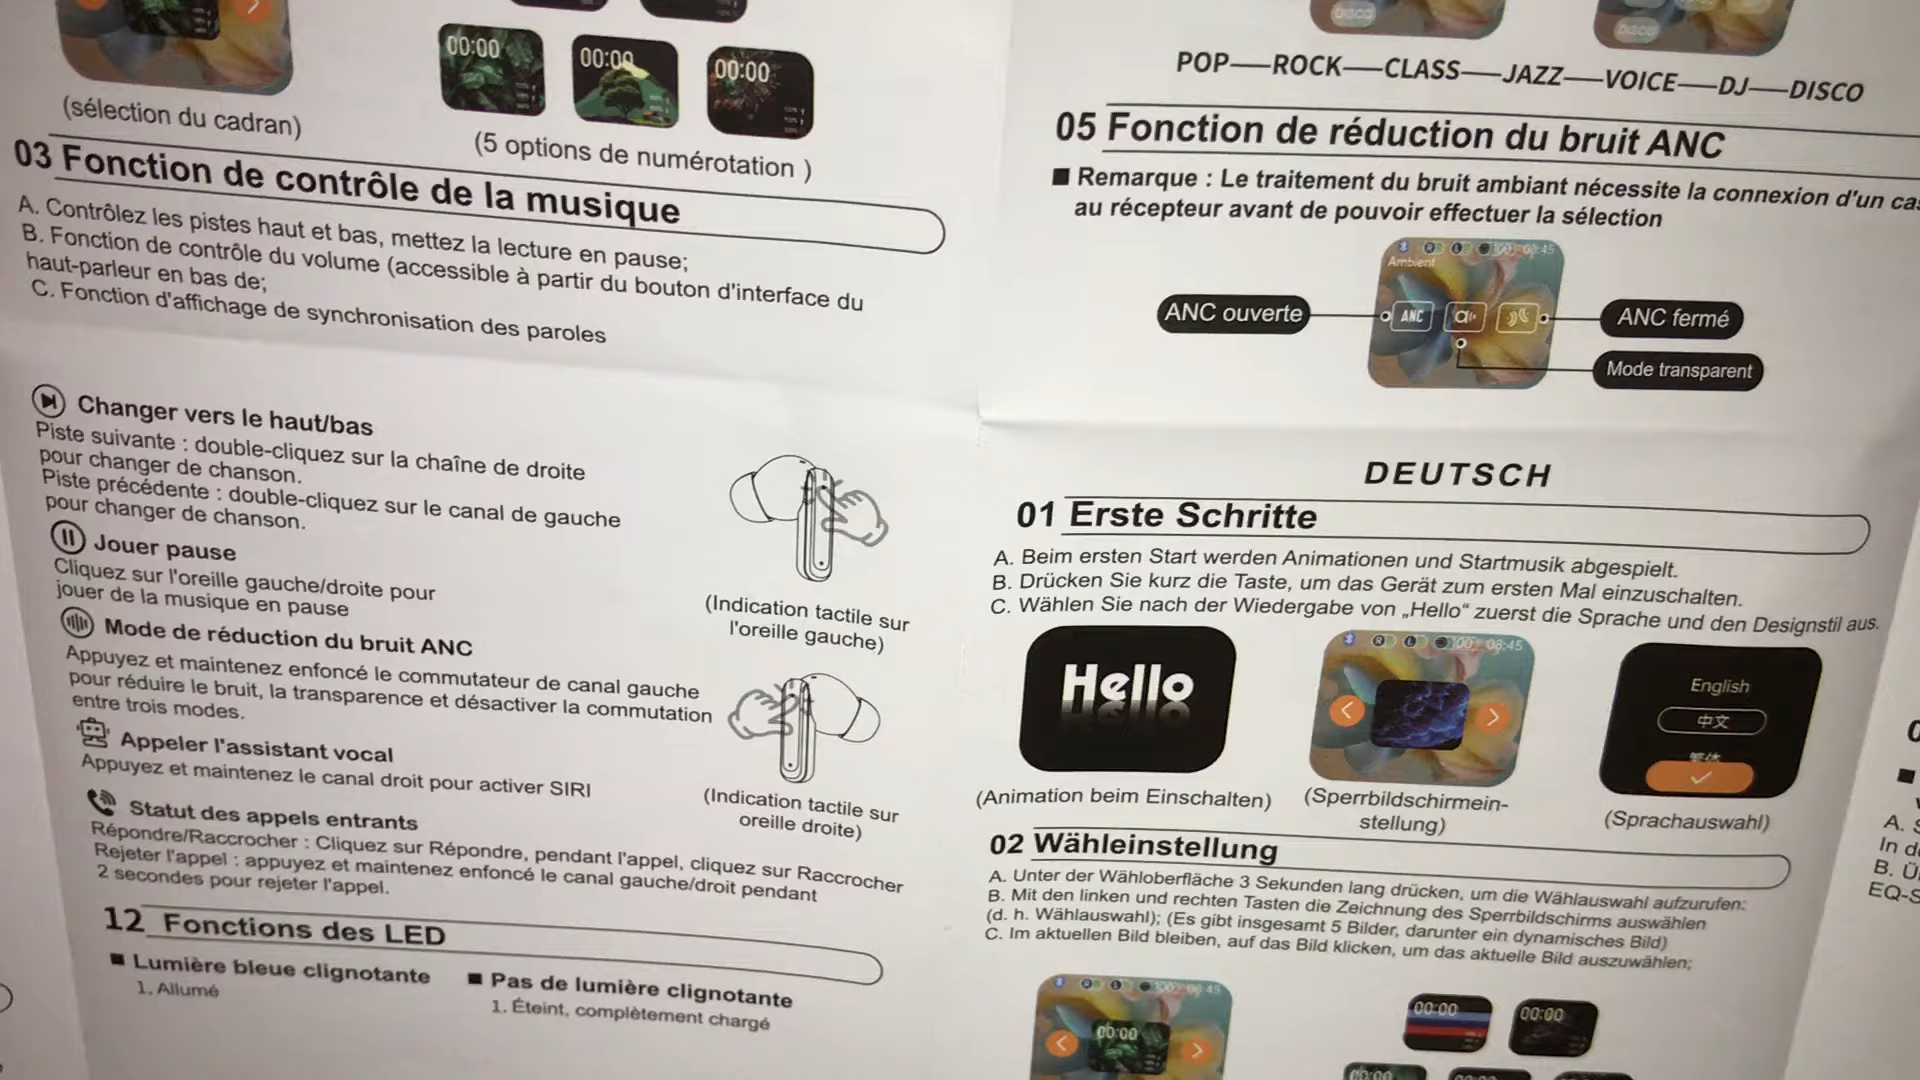 DISCO
DISCO
00:00
00:00
00:00
(sélection du cadran)
(5 options de numérotation )
03 Fonction de contrôle de la musique
A. Contrôlez les pistes haut et bas, mettez la lecture en pause;
B. Fonction de contrôle du volume (accessible à partir du bouton d'interface du
haut-parleur en bas de;
C. Fonction d'affichage de synchronisation des paroles
Changer vers le haut/bas
Piste suivante : double-cliquez sur la chaîne de droite
pour changer de chanson.
Piste précédente : double-cliquez sur le canal de gauche
pour changer de chanson.
Jouer pause
Cliquez sur l'oreille gauche/droite pour
jouer de la musique en pause
(Indication tactile sur
l'oreille gauche)
Mode de réduction du bruit ANC
Appuyez et maintenez enfoncé le commutateur de canal gauche
pour réduire le bruit, la transparence et désactiver la commutation
entre trois modes.
Appeler l'assistant vocal
Appuyez et maintenez le canal droit pour activer SIRI
(Indication tactile sur
oreille droite)
Statut des appels entrants
Répondre/Raccrocher : Cliquez sur Répondre, pendant l'appel, cliquez sur Raccrocher
Rejeter l'appel : appuyez et maintenez enfoncé le canal gauche/droit pendant
2 secondes pour rejeter l'appel.
12 Fonctions des LED
Lumière bleue clignotante
1. Allumé
Pas de lumière clignotante
1. Éteint, complètement chargé
POP—ROCK—CLASS—JAZZ—VOICE—DJ—DISCO
05 Fonction de réduction du bruit ANC
■ Remarque : Le traitement du bruit ambiant nécessite la connexion d'un
au récepteur avant de pouvoir effectuer la sélection
R L 100 08:45
Ambient
ANC ouverte
ANC
ANC fermé
Mode transparent
DEUTSCH
01 Erste Schritte
A. Beim ersten Start werden Animationen und Startmusik abgespielt.
B. Drücken Sie kurz die Taste, um das Gerät zum ersten Mal einzuschalten.
C. Wählen Sie nach der Wiedergabe von „Hello“ zuerst die Sprache und den Designstil aus.
Hello
R L 100 08:45
English
中文
繁体
(Animation beim Einschalten)
(Sperrbildschirmein-
stellung)
(Sprachauswahl)
02 Wähleinstellung
A. Unter der Wähloberfläche 3 Sekunden lang drücken, um die Wählauswahl aufzurufen:
B. Mit den linken und rechten Tasten die Zeichnung des Sperrbildschirms auswählen
(d. h. Wählauswahl); (Es gibt insgesamt 5 Bilder, darunter ein dynamisches Bild)
C. Im aktuellen Bild bleiben, auf das Bild klicken, um das aktuelle Bild auszuwählen;
R L 100 08:45
00:00
00:00
00:00
00:00
A.
In
B.